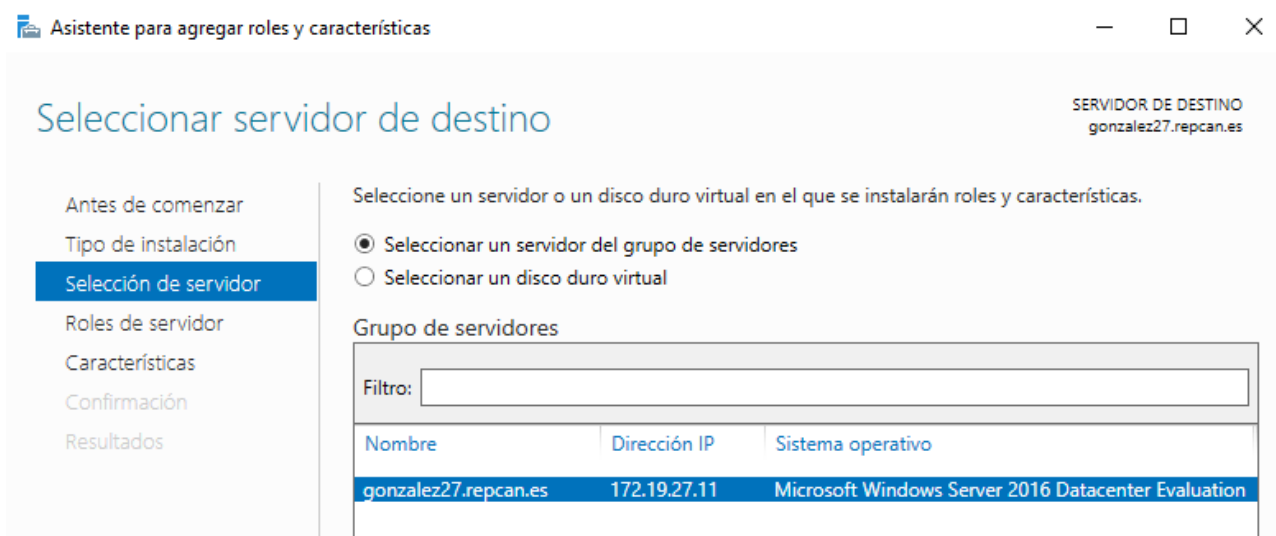 Asistente para agregar roles y características
Seleccionar servidor de destino
SERVIDOR DE DESTINO
gonzalez27.repcan.es
Antes de comenzar
Tipo de instalación
Selección de servidor
Roles de servidor
Características
Confirmación
Resultados
Seleccione un servidor o un disco duro virtual en el que se instalarán roles y características.
Seleccionar un servidor del grupo de servidores
Seleccionar un disco duro virtual
Grupo de servidores
Filtro:
Nombre Dirección IP Sistema operativo
gonzalez27.repcan.es 172.19.27.11 Microsoft Windows Server 2016 Datacenter Evaluation